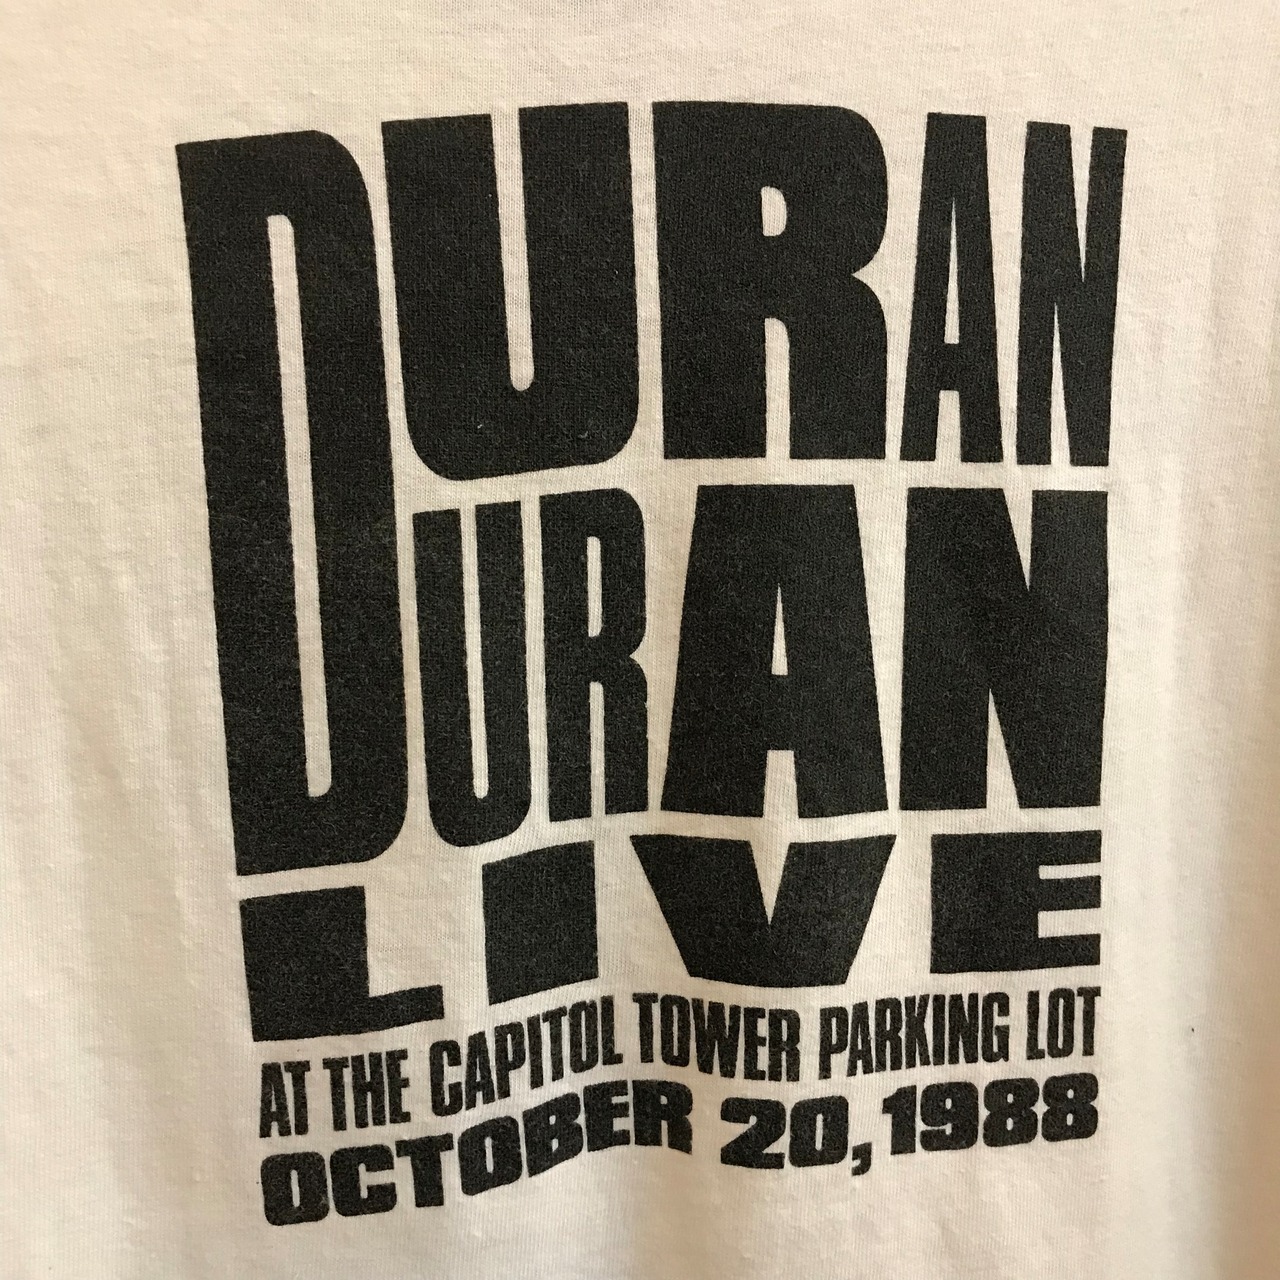 DURAN
DURAN
LIVE
AT THE CAPITOL TOWER PARKING LOT
OCTOBER 20, 1988